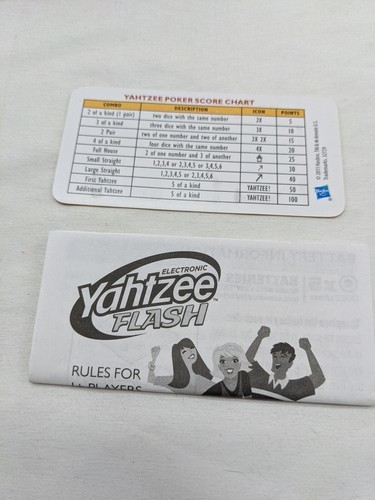 YAHTZEE POKER SCORE CHART
COMBO DESCRIPTION ICON POINTS
2 of a kind (1 pair) two dice with the same number 2X 5
3 of a kind three dice with the same number 3X 10
2 Pair two of one number and two of another 2X 2X 15
4 of a kind four dice with the same number 4X 20
Full House 2 of one number and 3 of another 25
Small Straight 1,2,3,4 or 2,3,4,5 or 3,4,5,6 30
Large Straight 1,2,3,4,5 or 2,3,4,5,6 40
First Yahtzee 5 of a kind YAHTZEE! 50
Additional Yahtzee 5 of a kind YAHTZEE! 100
Hasbro
ELECTRONIC
Yahtzee
FLASH
RULES FOR
1+ PLAYERS